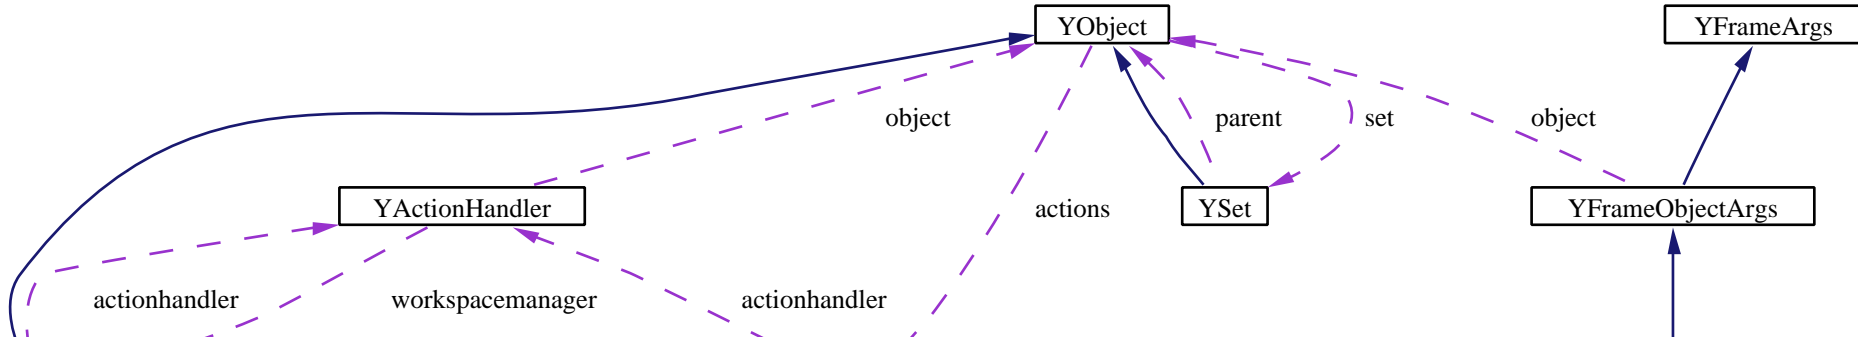 YObject
YFrameArgs
object
parent
set
object
YActionHandler
actions
YSet
YFrameObjectArgs
actionhandler
workspacemanager
actionhandler